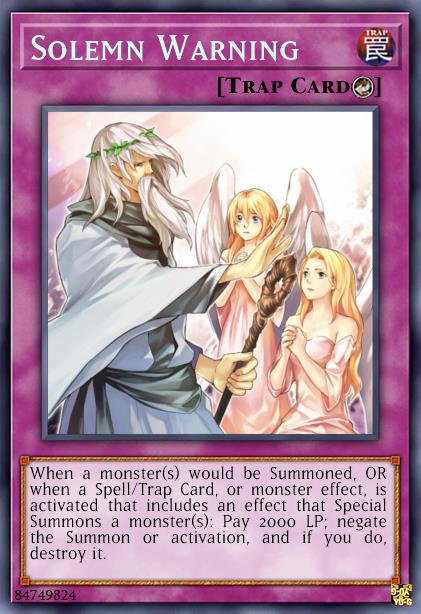 Solemn Warning
TRAP
罠
[Trap Card]
When a monster(s) would be Summoned, OR
when a Spell/Trap Card, or monster effect, is
activated that includes an effect that Special
Summons a monster(s): Pay 2000 LP; negate
the Summon or activation, and if you do,
destroy it.
84749824